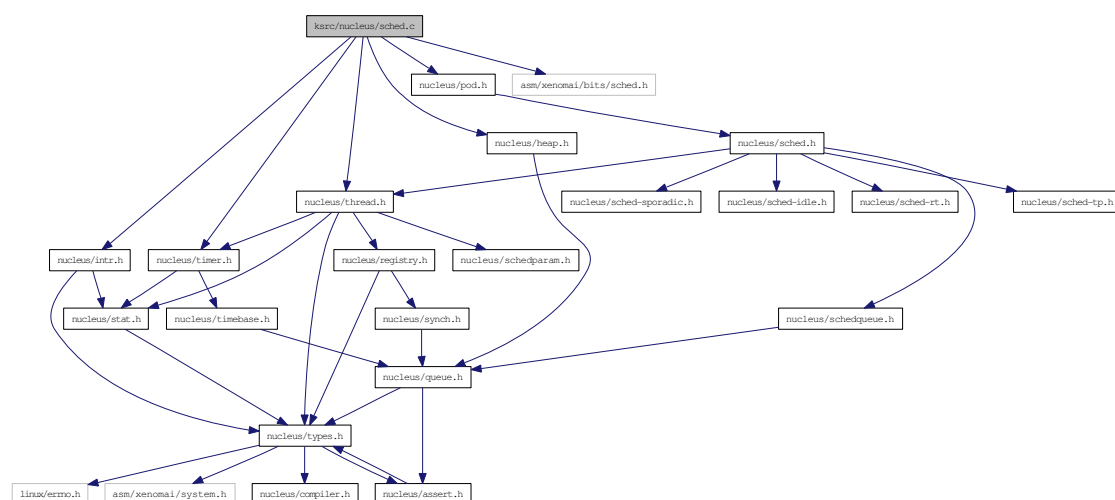 ksrc/nucleus/sched.c
nucleus/pod.h
asm/xenomai/bits/sched.h
nucleus/heap.h
nucleus/sched.h
nucleus/thread.h
nucleus/sched-sporadic.h
nucleus/sched-idle.h
nucleus/sched-rt.h
nucleus/sched-tp.h
nucleus/intr.h
nucleus/timer.h
nucleus/registry.h
nucleus/schedparam.h
nucleus/stat.h
nucleus/timebase.h
nucleus/synch.h
nucleus/schedqueue.h
nucleus/queue.h
nucleus/types.h
linux/errno.h
asm/xenomai/system.h
nucleus/compiler.h
nucleus/assert.h